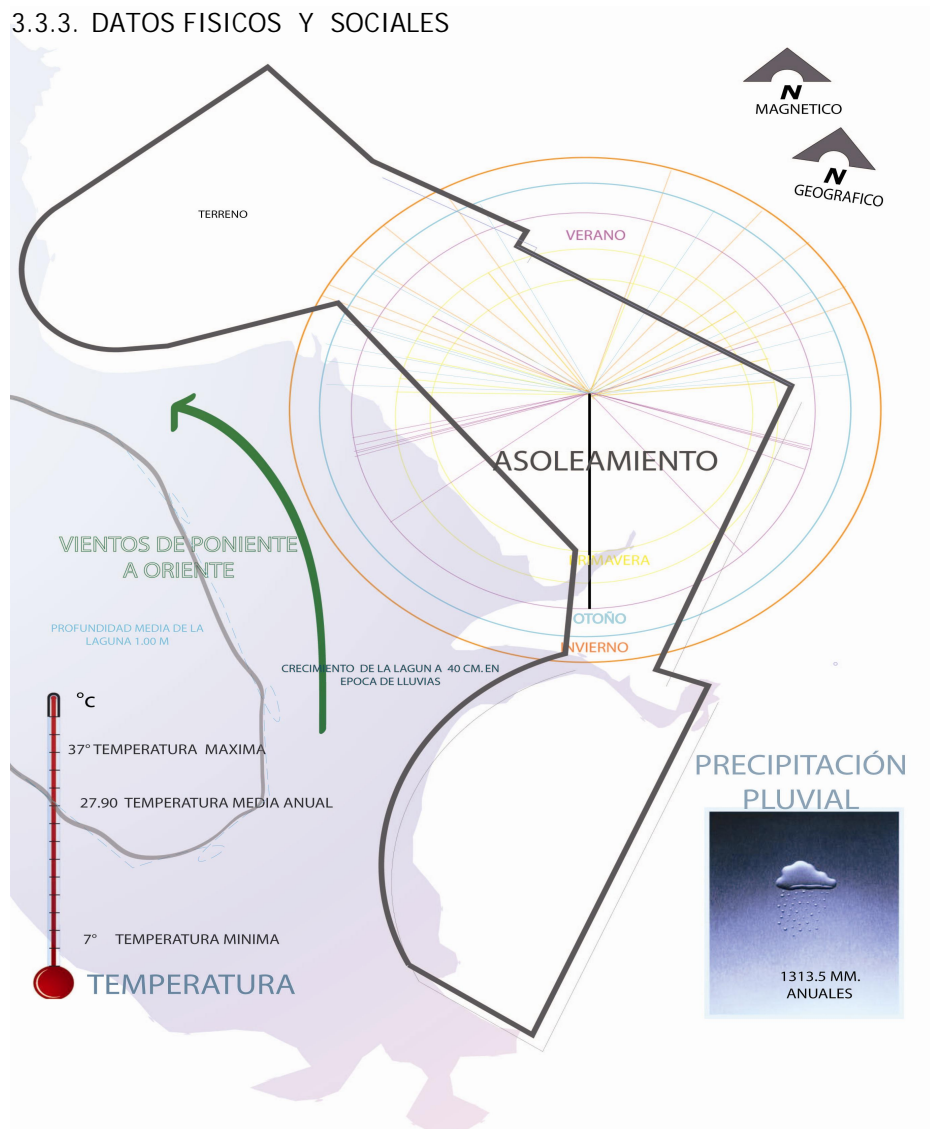 3.3.3. DATOS FISICOS Y SOCIALES
N
MAGNETICO
N
GEOGRAFICO
TERRENO
VERANO
ASOLEAMIENTO
VIENTOS DE PONIENTE
A ORIENTE
PRIMAVERA
OTOÑO
INVIERNO
PROFUNDIDAD MEDIA DE LA
LAGUNA 1.00 M
CRECIMIENTO DE LA LAGUN A 40 CM. EN
EPOCA DE LLUVIAS
°c
37° TEMPERATURA MAXIMA
27.90 TEMPERATURA MEDIA ANUAL
7° TEMPERATURA MINIMA
TEMPERATURA
PRECIPITACIÓN
PLUVIAL
1313.5 MM.
ANUALES